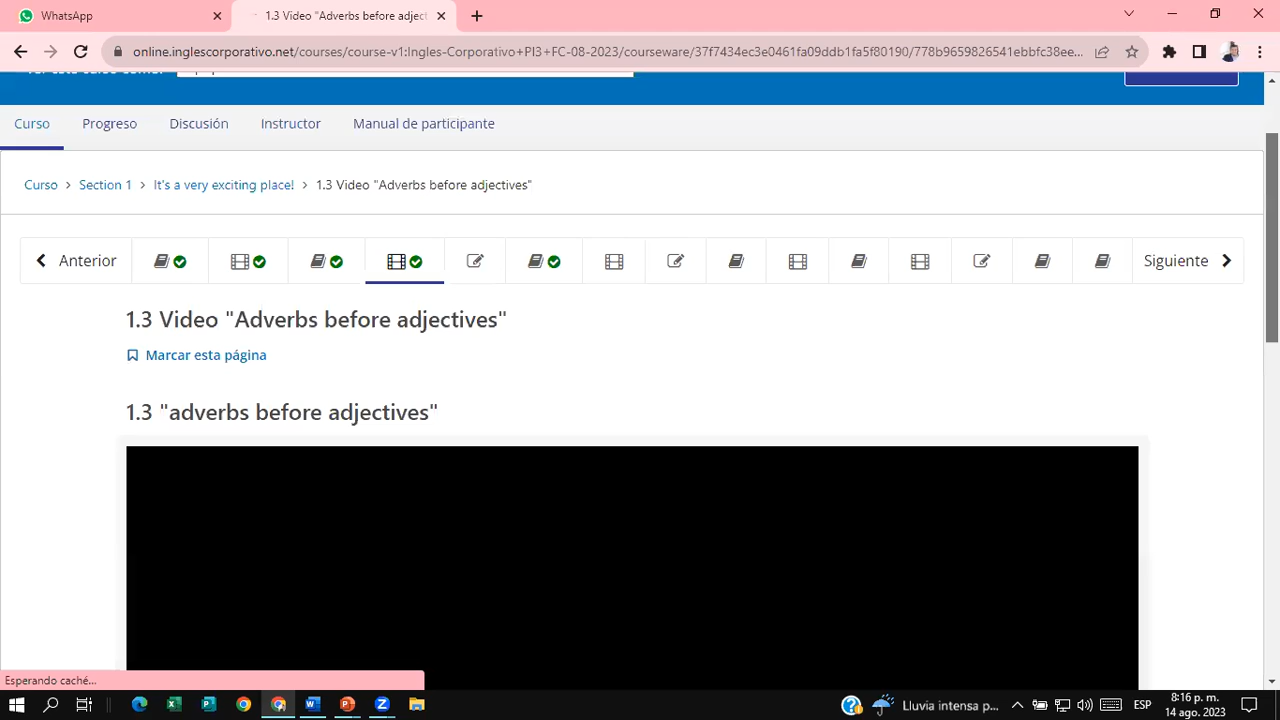 WhatsApp
1.3 Video "Adverbs before adject
online.inglescorporativo.net/courses/course-v1:Ingles-Corporativo+PI3+FC-08-2023/courseware/37f7434ec3e0461fa09ddb1fa5f80190/778b9659826541ebbfc38ee...
Curso
Progreso
Discusión
Instructor
Manual de participante
Curso > Section 1 > It's a very exciting place! > 1.3 Video "Adverbs before adjectives"
Anterior
Siguiente
1.3 Video "Adverbs before adjectives"
Marcar esta página
1.3 "adverbs before adjectives"
Esperando caché...
Lluvia intensa p...
ESP
8:16 p. m.
14 ago. 2023